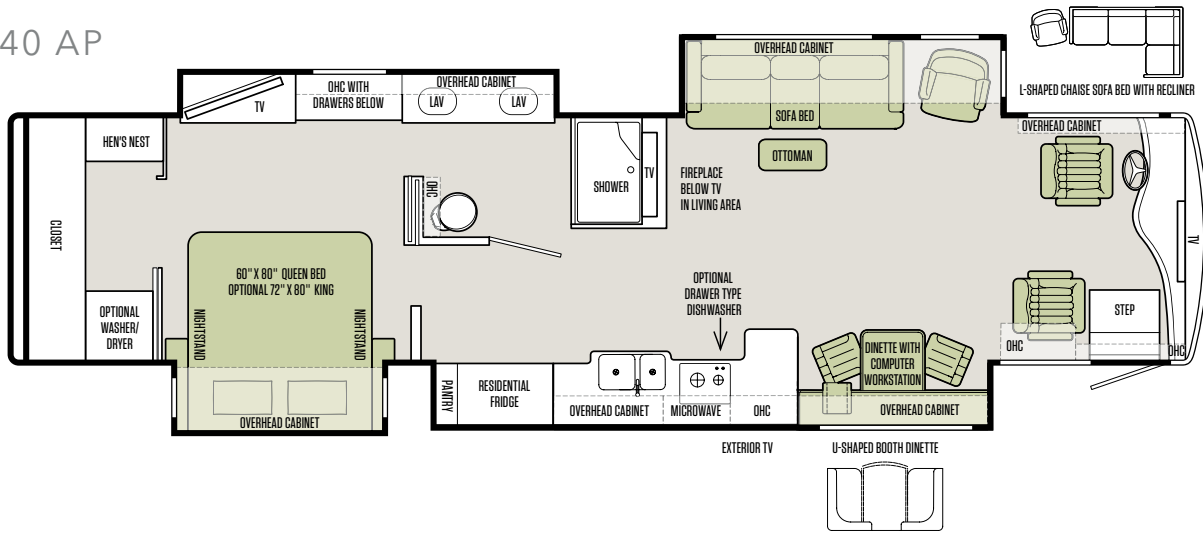 40 AP
L-SHAPED CHAISE SOFA BED WITH RECLINER
OVERHEAD CABINET
TV
OHC WITH
DRAWERS BELOW
OVERHEAD CABINET
LAV
LAV
SOFA BED
OVERHEAD CABINET
HEN'S NEST
OHC
SHOWER
TV
FIREPLACE
BELOW TV
IN LIVING AREA
OTTOMAN
TV
CLOSET
60" X 80" QUEEN BED
OPTIONAL 72" X 80" KING
NIGHTSTAND
NIGHTSTAND
OPTIONAL
WASHER/
DRYER
OPTIONAL
DRAWER TYPE
DISHWASHER
STEP
OHC
OHC
DINETTE WITH
COMPUTER
WORKSTATION
PANTRY
RESIDENTIAL
FRIDGE
OVERHEAD CABINET
MICROWAVE
OHC
OVERHEAD CABINET
OVERHEAD CABINET
EXTERIOR TV
U-SHAPED BOOTH DINETTE